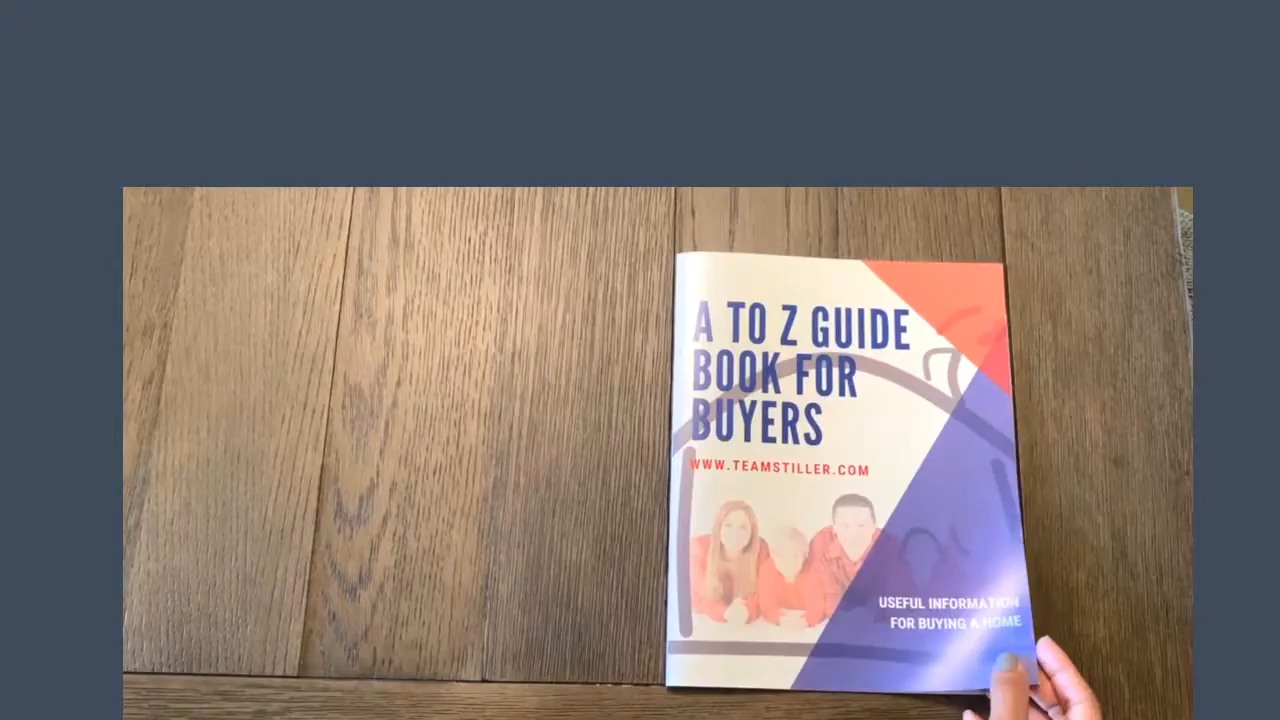 A TO Z GUIDE
BOOK FOR
BUYERS
WWW.TEAMSTILLER.COM
USEFUL INFORMATION
FOR BUYING A HOME